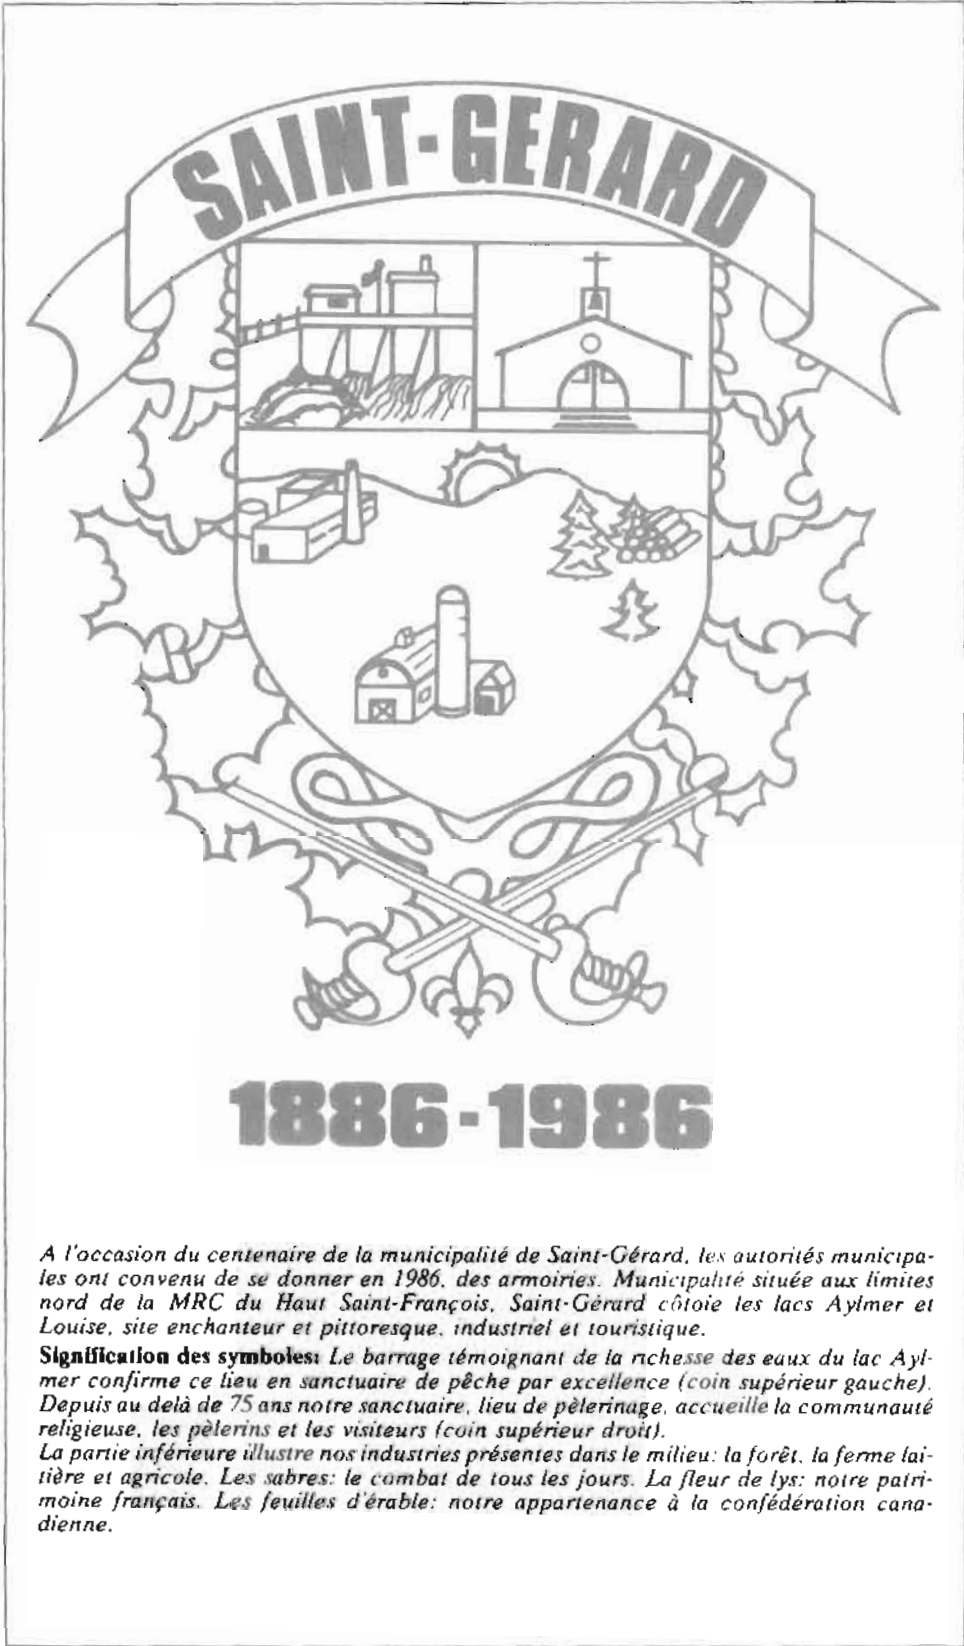 SAINT-GERARD
1886-1986
A l'occasion du centenaire de la municipalité de Saint-Gérard, les autorités municipa-
les ont convenu de se donner en 1986, des armoiries. Municipalité située aux limites
nord de la MRC du Haut Saint-François, Saint-Gérard côtoie les lacs Aylmer et
Louise, site enchanteur et pittoresque, industriel et touristique.
Signification des symboles: Le barrage témoignant de la richesse des eaux du lac Ayl-
mer confirme ce lieu en sanctuaire de pêche par excellence (coin supérieur gauche).
Depuis au delà de 75 ans notre sanctuaire, lieu de pèlerinage, accueille la communauté
religieuse, les pèlerins et les visiteurs (coin supérieur droit).
La partie inférieure illustre nos industries présentes dans le milieu: la forêt, la ferme lai-
tière et agricole. Les sabres: le combat de tous les jours. La fleur de lys: notre patri-
moine français. Les feuilles d'érable: notre appartenance à la confédération cana-
dienne.